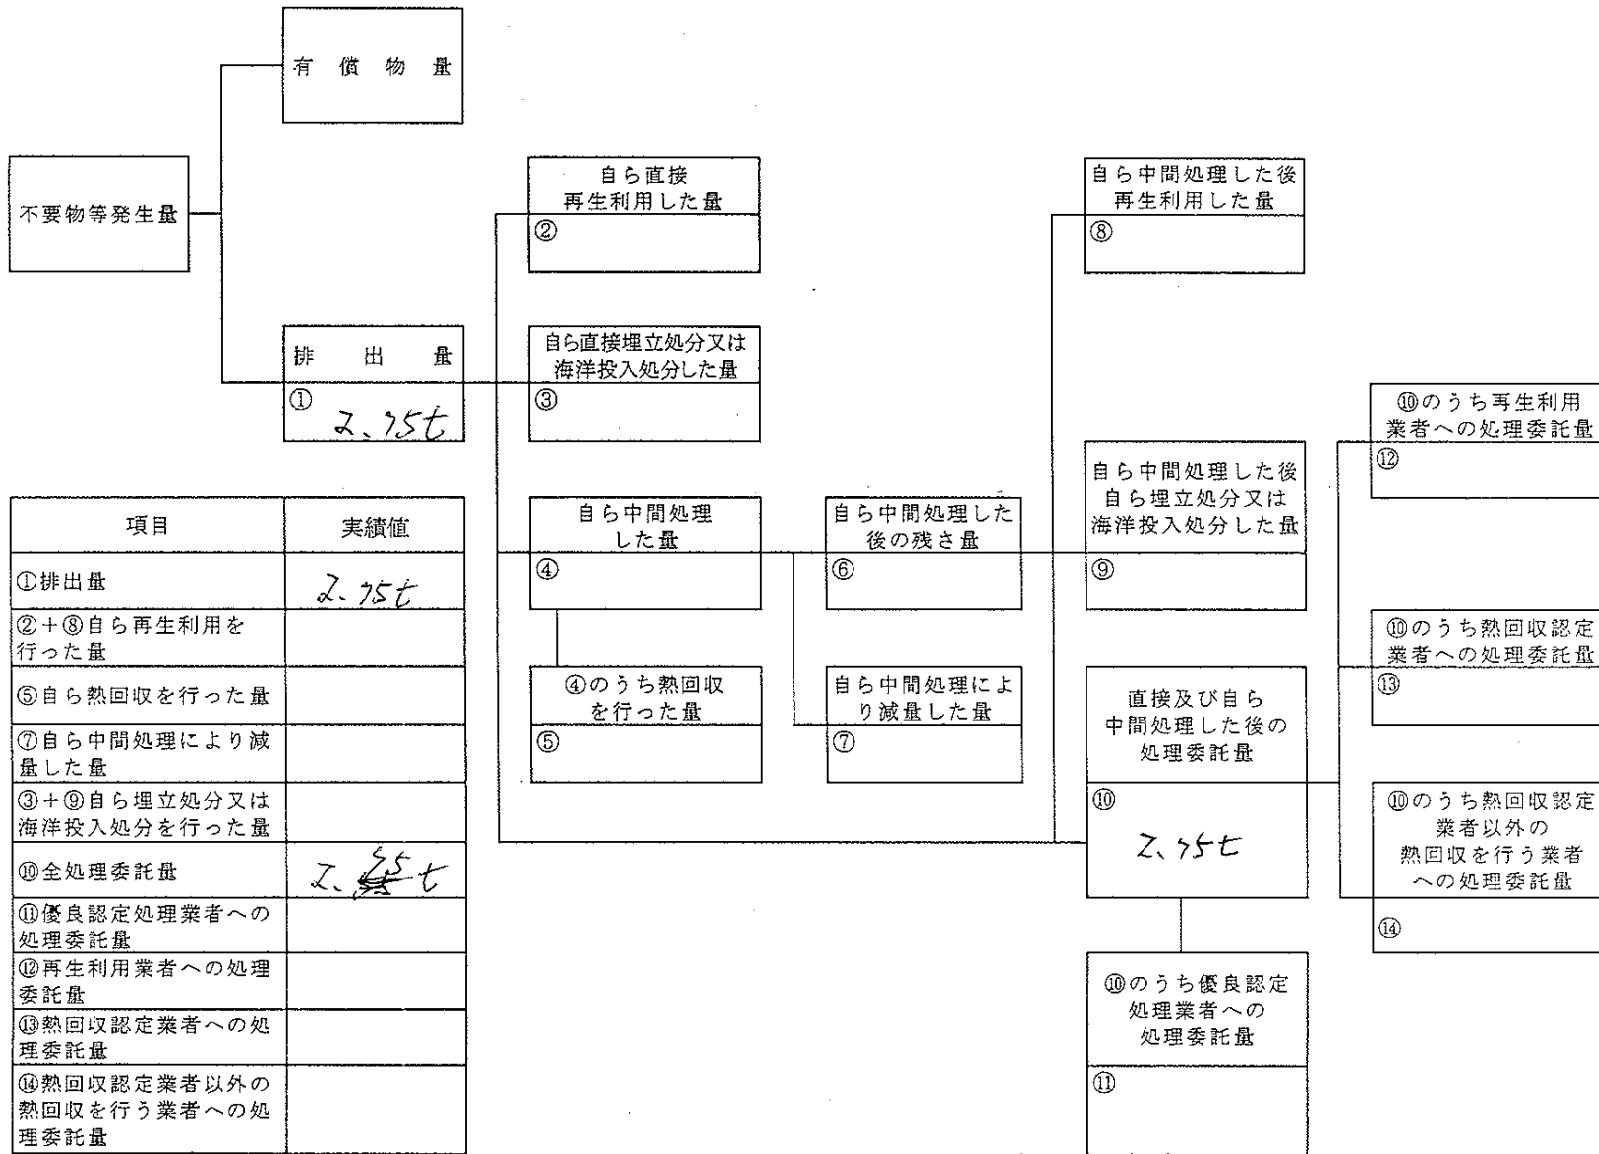 有償物量
不要物等発生量
排出量
①
2.75t
自ら直接
再生利用した量
②
自ら直接埋立処分又は
海洋投入処分した量
③
自ら中間処理
した量
④
④のうち熱回収
を行った量
⑤
自ら中間処理した
後の残さ量
⑥
自ら中間処理によ
り減量した量
⑦
自ら中間処理した後
再生利用した量
⑧
自ら中間処理した後
自ら埋立処分又は
海洋投入処分した量
⑨
直接及び自ら
中間処理した後の
処理委託量
⑩
2.75t
⑩のうち優良認定
処理業者への
処理委託量
⑪
⑩のうち再生利用
業者への処理委託量
⑫
⑩のうち熱回収認定
業者への処理委託量
⑬
⑩のうち熱回収認定
業者以外の
熱回収を行う業者
への処理委託量
⑭
項目 実績値
①排出量 2.75t
②+⑧自ら再生利用を
行った量
⑤自ら熱回収を行った量
⑦自ら中間処理により減
量した量
③+⑨自ら埋立処分又は
海洋投入処分を行った量
⑩全処理委託量 2.75t
⑪優良認定処理業者への
処理委託量
⑫再生利用業者への処理
委託量
⑬熱回収認定業者への処
理委託量
⑭熱回収認定業者以外の
熱回収を行う業者への処
理委託量